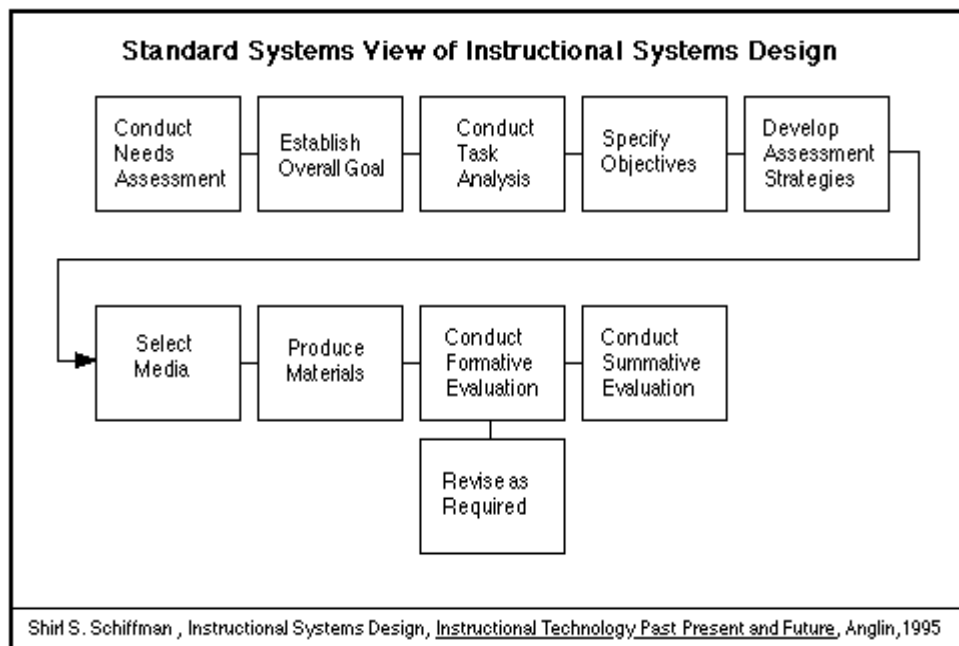 Standard Systems View of Instructional Systems Design
Conduct
Needs
Assessment
Establish
Overall Goal
Conduct
Task
Analysis
Specify
Objectives
Develop
Assessment
Strategies
Select
Media
Produce
Materials
Conduct
Formative
Evaluation
Conduct
Summative
Evaluation
Revise as
Required
Shirl S. Schiffman , Instructional Systems Design, Instructional Technology Past Present and Future, Anglin,1995